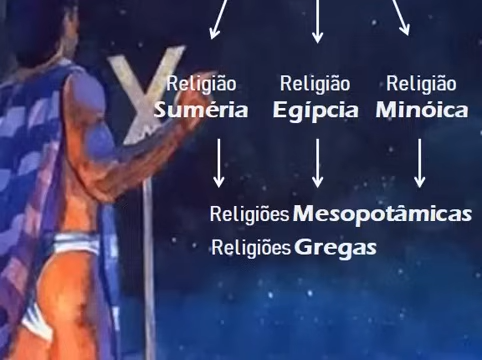 Religião Religião Religião
Suméria Egípcia Minóica
Religiões Mesopotâmicas
Religiões Gregas